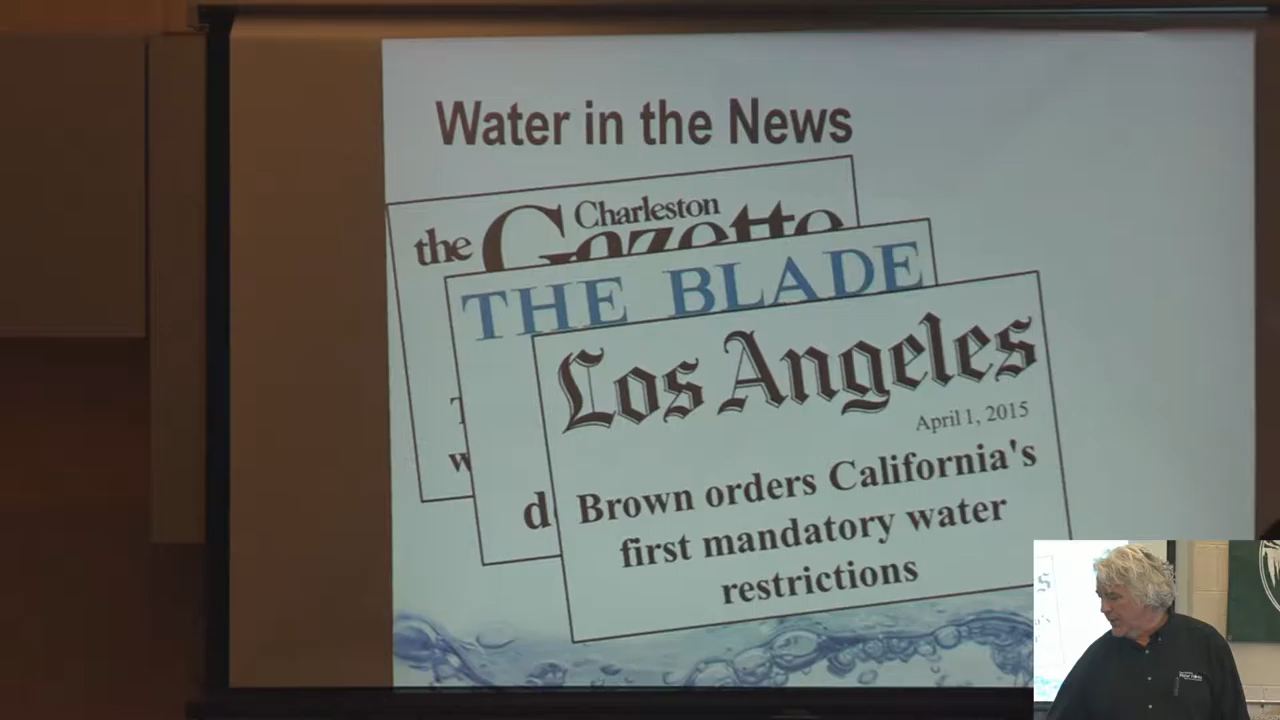 Water in the News
the Charleston Gazette
THE BLADE
Los Angeles
April 1, 2015
Brown orders California's
first mandatory water
restrictions
w
d